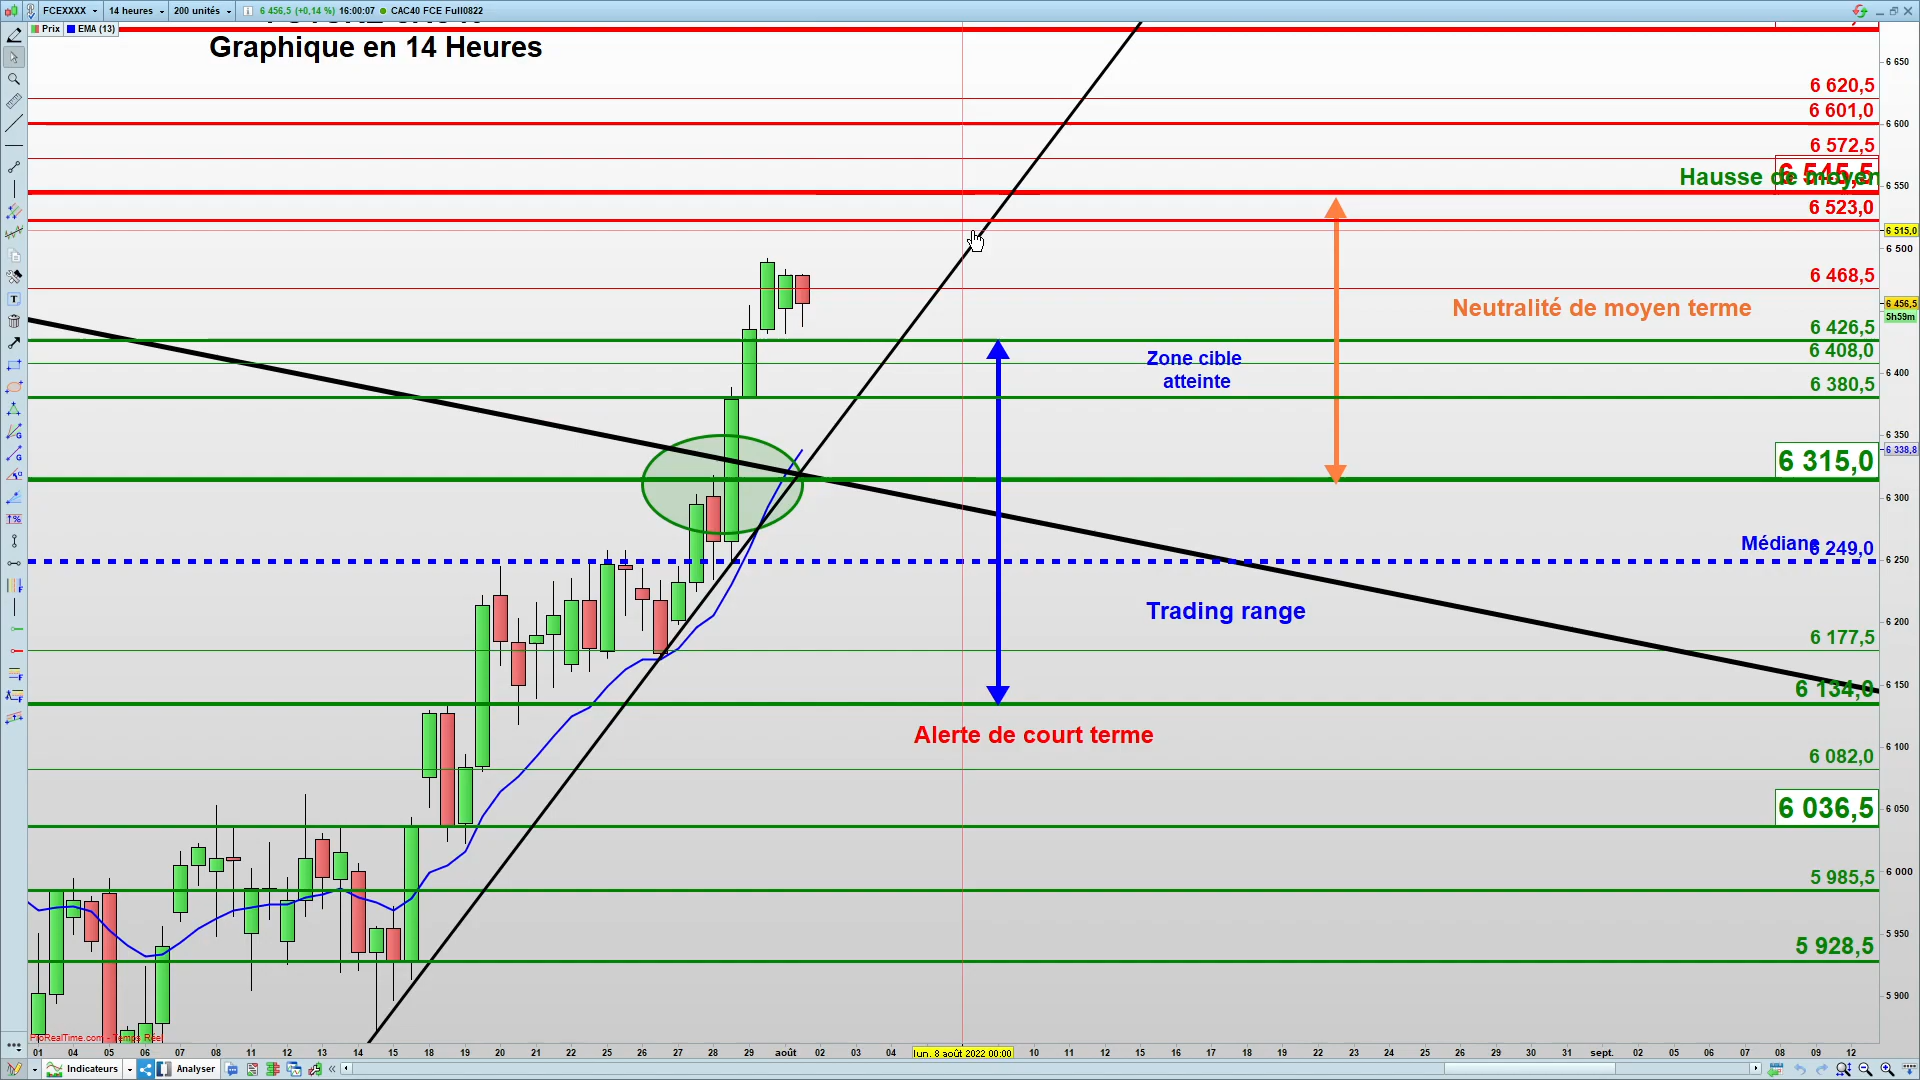 FCEXXXX 14 heures 200 unités 6 456,5 (+0,14 %) 16:00:07 CAC40 FCE Full0822
Prix EMA (13)
Graphique en 14 Heures
6 650
6 620,5
6 601,0
6 600
6 572,5
6 545,5
Hausse de moyen
6 550
6 523,0
6 515,0
6 500
6 468,5
Neutralité de moyen terme
6 456,5
5h59m
6 426,5
6 408,0
Zone cible
atteinte
6 400
6 380,5
6 350
6 338,8
6 315,0
6 300
Médiane
6 249,0
6 250
Trading range
6 200
6 177,5
6 150
6 134,0
Alerte de court terme
6 100
6 082,0
6 036,5
6 050
5 985,5
6 000
5 928,5
5 950
5 900
ProRealTime.com - Temps Réel
01 04 05 06 07 08 11 12 13 14 15 18 19 20 21 22 25 26 27 28 29 août 02 03 04 lun. 8 août 2022 00:00 10 11 12 15 16 17 18 19 22 23 24 25 26 29 30 31 sept. 02 05 06 07 08 09 12
Indicateurs Analyser